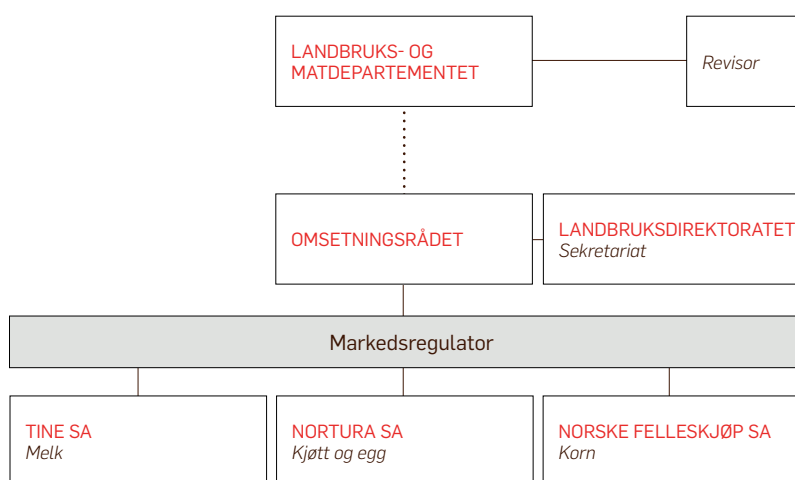 LANDBRUKS- OG
MATDEPARTEMENTET
Revisor
OMSETNINGSRÅDET
LANDBRUKSDIREKTORATET
Sekretariat
Markedsregulator
TINE SA
Melk
NORTURA SA
Kjøtt og egg
NORSKE FELLESKJØP SA
Korn